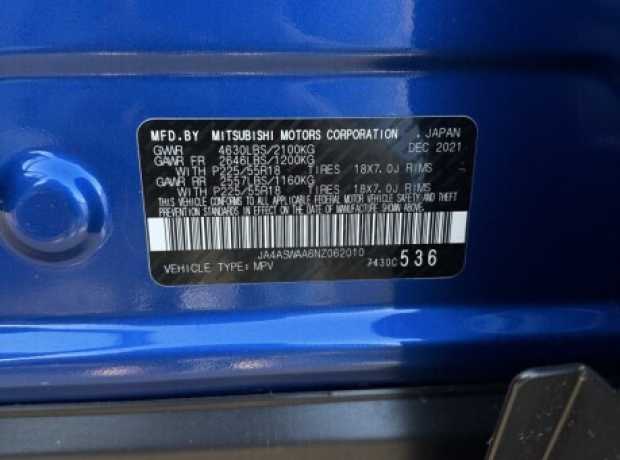 MFD.BY MITSUBISHI MOTORS CORPORATION . JAPAN
GVWR 4630LBS/2100KG DEC 2021
GAWR FR 2646LBS/1200KG
WITH P225/55R18 TIRES 18X7.0J RIMS
GAWR RR 2557LBS/1160KG
WITH P225/55R18 TIRES 18X7.0J RIMS
THIS VEHICLE CONFORMS TO ALL APPLICABLE FEDERAL MOTOR VEHICLE SAFETY AND THEFT
PREVENTION STANDARDS IN EFFECT ON THE DATE OF MANUFACTURE SHOWN ABOVE.
JA4ASWAA6NZ062010
VEHICLE TYPE: MPV 7430C 536